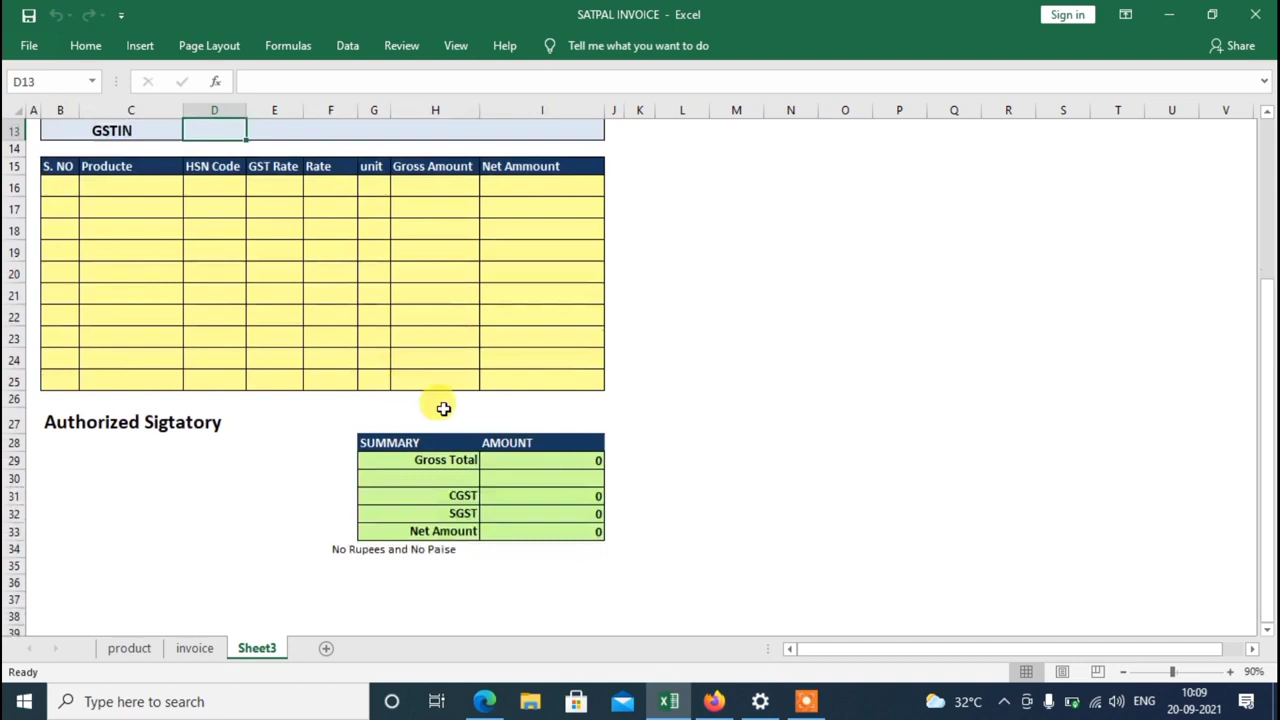 SATPAL INVOICE - Excel
Sign in
File Home Insert Page Layout Formulas Data Review View Help Tell me what you want to do Share
D13 fx
A B C D E F G H I J K L M N O P Q R S T U V
13 GSTIN
14
15 S. NO Producte HSN Code GST Rate Rate unit Gross Amount Net Ammount
16
17
18
19
20
21
22
23
24
25
26
27 Authorized Sigtatory
28 SUMMARY AMOUNT
29 Gross Total 0
30
31 CGST 0
32 SGST 0
33 Net Amount 0
34 No Rupees and No Paise
35
36
37
38
39
product invoice Sheet3
Ready 90%
Type here to search 32°C ENG 10:09
20-09-2021